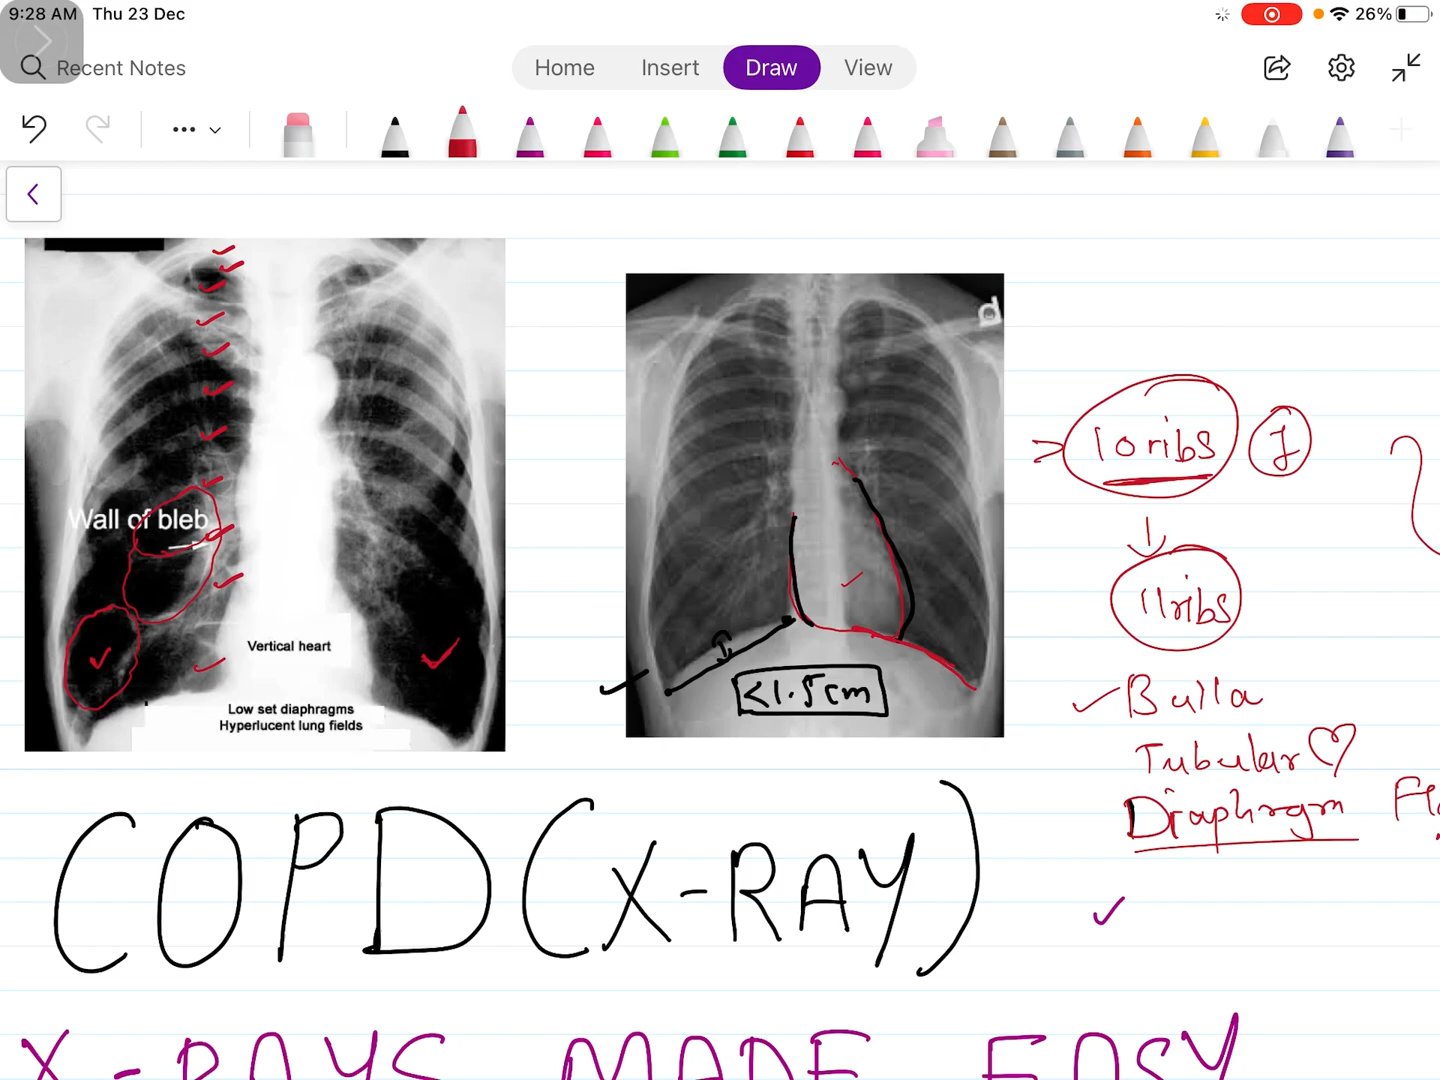 9:28 AM Thu 23 Dec
26%
Recent Notes
Home Insert Draw View
d
> 10 ribs
Wall of bleb
11 ribs
Vertical heart
<1.5cm
Bulla
Low set diaphragms
Hyperlucent lung fields
Tubular
Diaphragm
COPD (X-RAY)
X-RAYS MADE EASY